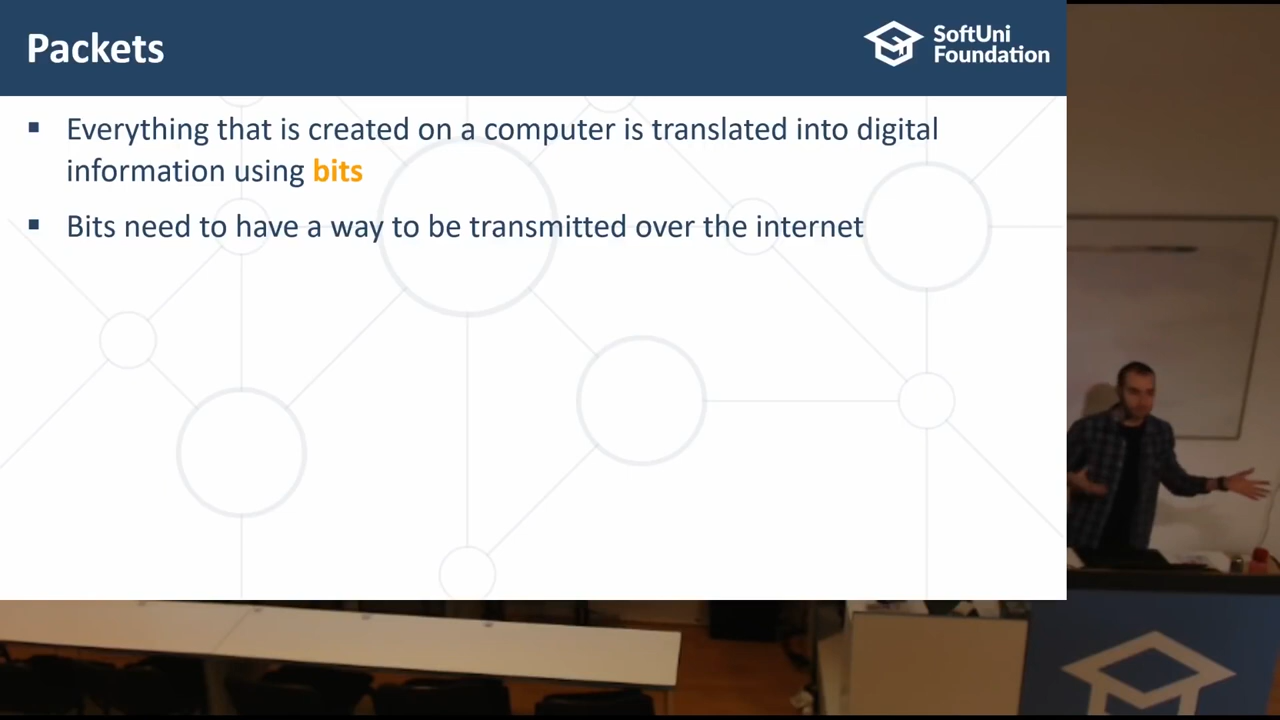 Packets
SoftUni
Foundation
▪ Everything that is created on a computer is translated into digital
information using bits
▪ Bits need to have a way to be transmitted over the internet